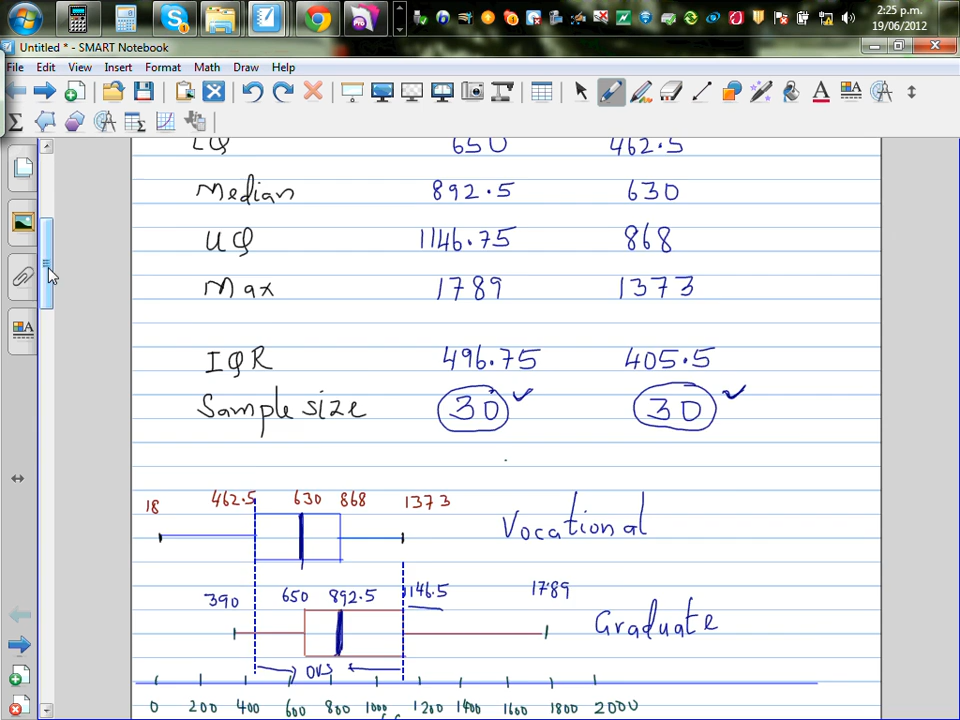 2:25 p.m.
19/06/2012
Untitled * - SMART Notebook
File Edit View Insert Format Math Draw Help
LQ 650 462.5
Median 892.5 630
UQ 1146.75 868
Max 1789 1373
IQR 496.75 405.5
Sample size 30 30
18 462.5 630 868 1373
Vocational
390 650 892.5 1146.5 1789
Graduate
OVS
0 200 400 600 800 1000 1200 1400 1600 1800 2000